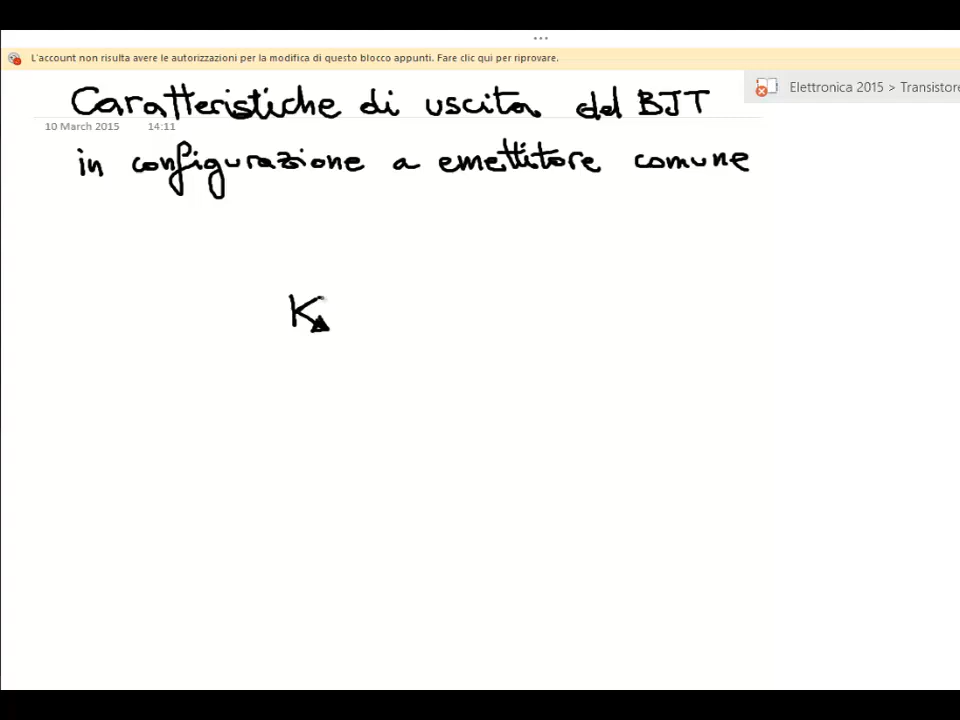 •••
L'account non risulta avere le autorizzazioni per la modifica di questo blocco appunti. Fare clic qui per riprovare.
Elettronica 2015 > Transistore
Caratteristiche di uscita del BJT
10 March 2015 14:11
in configurazione a emettitore comune